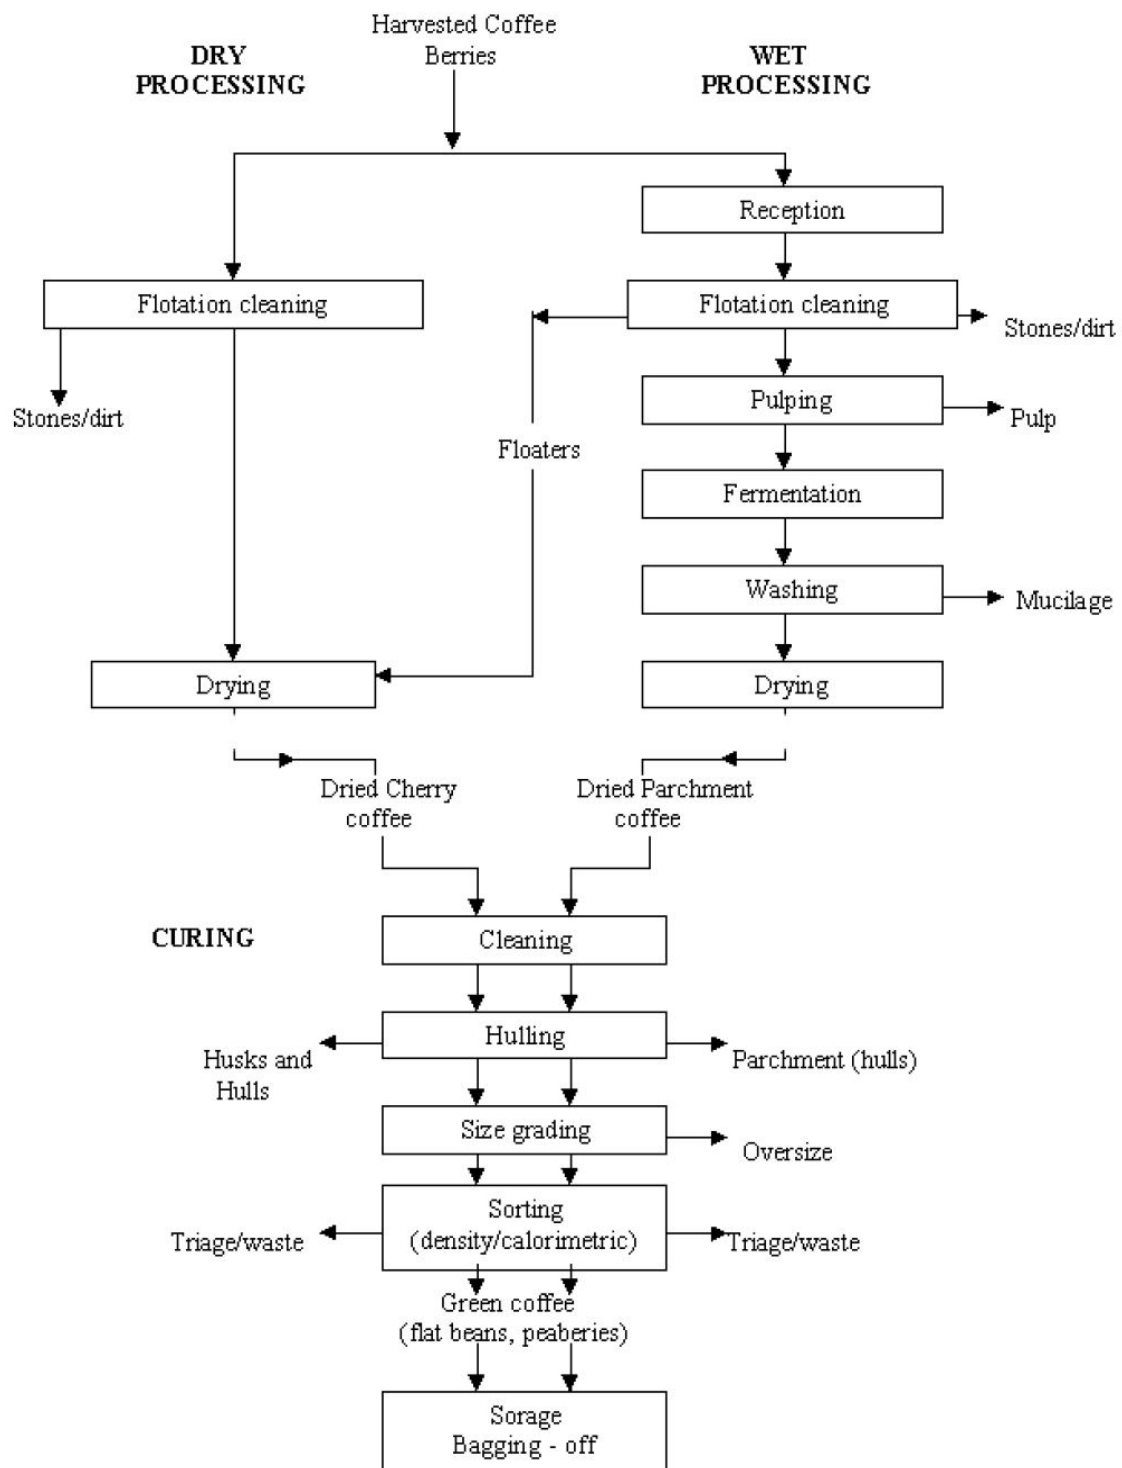 Harvested Coffee
Berries
DRY
PROCESSING
WET
PROCESSING
Reception
Flotation cleaning
Flotation cleaning
Stones/dirt
Stones/dirt
Pulping
Pulp
Floaters
Fermentation
Washing
Mucilage
Drying
Drying
Dried Cherry
coffee
Dried Parchment
coffee
CURING
Cleaning
Hulling
Husks and
Hulls
Parchment (hulls)
Size grading
Oversize
Sorting
(density/calorimetric)
Triage/waste
Triage/waste
Green coffee
(flat beans, peaberies)
Sorage
Bagging - off